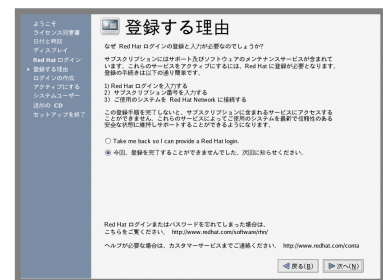 ようこそ
ライセンス同意書
日付と時刻
ディスプレイ
Red Hat ログイン
登録する理由
ログインの作成
アクティブにする
システムユーザー
追加の CD
セットアップを終了
登録する理由
なぜ Red Hat ログインの登録と入力が必要なのでしょうか?
サブスクリプションにはサポート及びソフトウェアのメンテナンスサービスが含まれて
います。これらのサービスをアクティブにするには、Red Hat に登録が必要となります。
登録の手続きは以下の通り簡単です。
1) Red Hat ログインを入力する
2) サブスクリプション番号を入力する
3) ご使用のシステムを Red Hat Network に接続する
この登録手順を完了しないと、サブスクリプションに含まれるサービスにアクセスする
ことができません。これらのサービスによってご使用のシステムを最新で信頼性のある
安全な状態に維持しサポートすることができるようになります。
Take me back so I can provide a Red Hat login.
今回、登録を完了することができませんでした。次回に知らせてください。
Red Hat ログインまたはパスワードを忘れてしまった場合は、
こちらをご覧ください。 http://www.redhat.com/software/rhn/
ヘルプが必要な場合は、カスタマーサービスまでご連絡ください。 http://www.redhat.com/conta
戻る(B)
次へ(N)